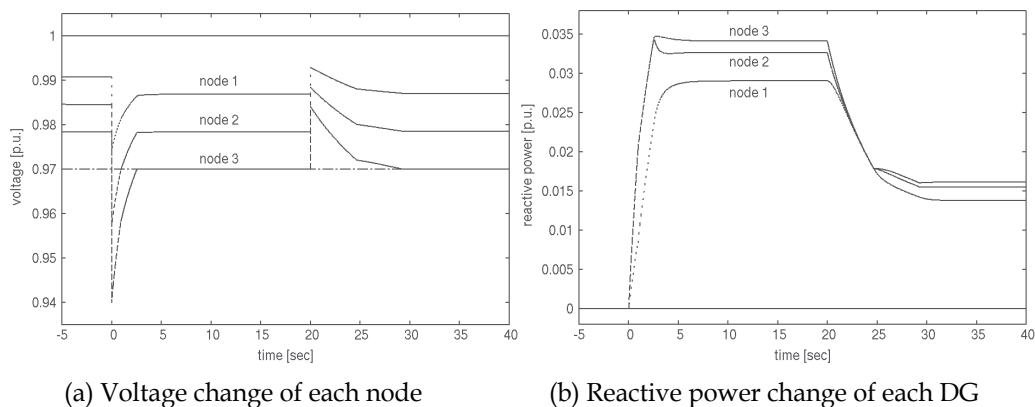 1
0.99
0.98
0.97
0.96
0.95
0.94
voltage [p.u.]
node 1
node 2
node 3
-5
0
5
10
15
20
25
30
35
40
time [sec]
(a) Voltage change of each node
0.035
0.03
0.025
0.02
0.015
0.01
0.005
0
reactive power [p.u.]
node 3
node 2
node 1
-5
0
5
10
15
20
25
30
35
40
time [sec]
(b) Reactive power change of each DG